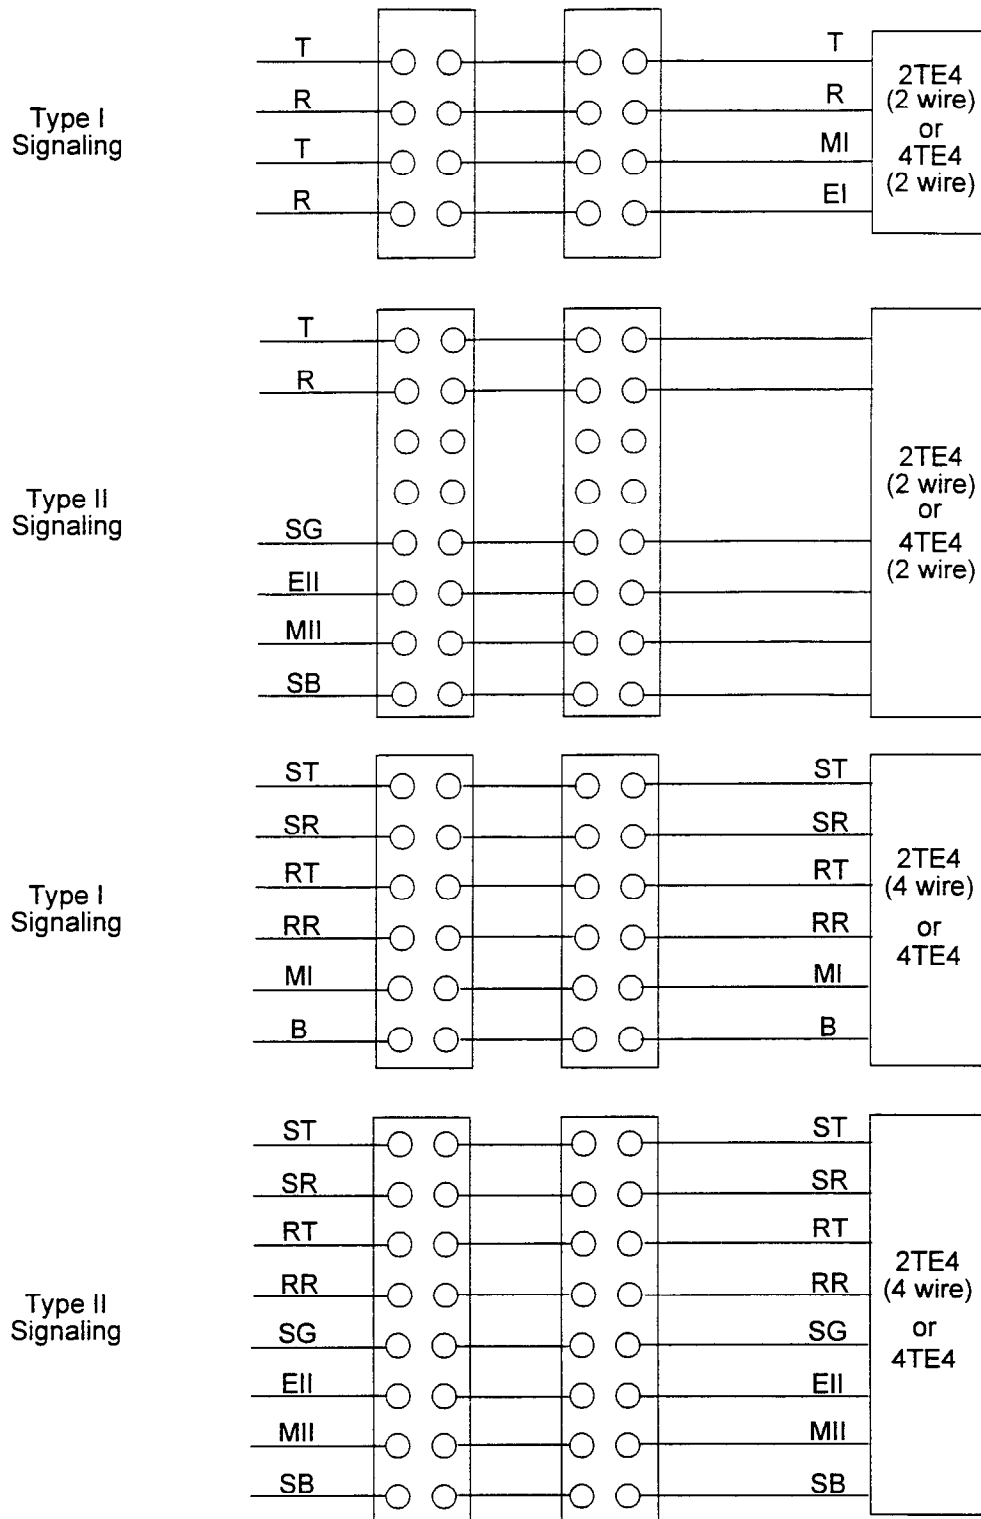 T T
R R
T MI
R EI
Type I
Signaling
2TE4
(2 wire)
or
4TE4
(2 wire)
T
R
SG
EII
MII
SB
Type II
Signaling
2TE4
(2 wire)
or
4TE4
(2 wire)
ST ST
SR SR
RT RT
RR RR
MI MI
B B
Type I
Signaling
2TE4
(4 wire)
or
4TE4
ST ST
SR SR
RT RT
RR RR
SG SG
EII EII
MII MII
SB SB
Type II
Signaling
2TE4
(4 wire)
or
4TE4